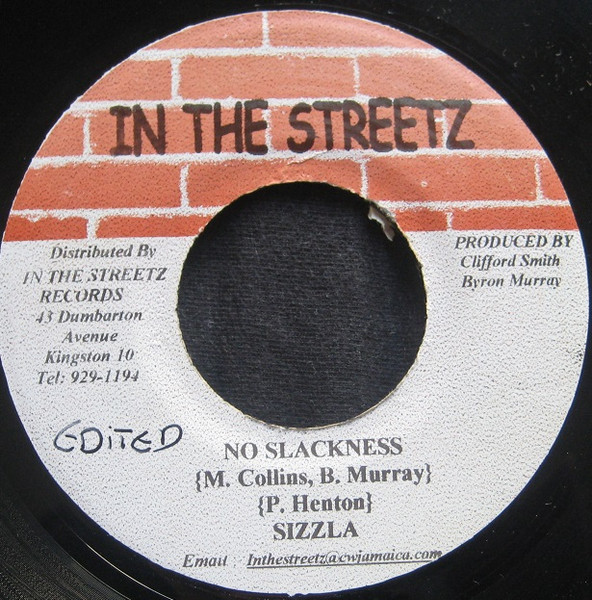 IN THE STREETZ
Distributed By
IN THE STREETZ
RECORDS
43 Dumbarton
Avenue
Kingston 10
Tel: 929-1194
PRODUCED BY
Clifford Smith
Byron Murray
EDITED
NO SLACKNESS
{M. Collins, B. Murray}
{P. Henton}
SIZZLA
Email : Inthestreetz@cwjamaica.com